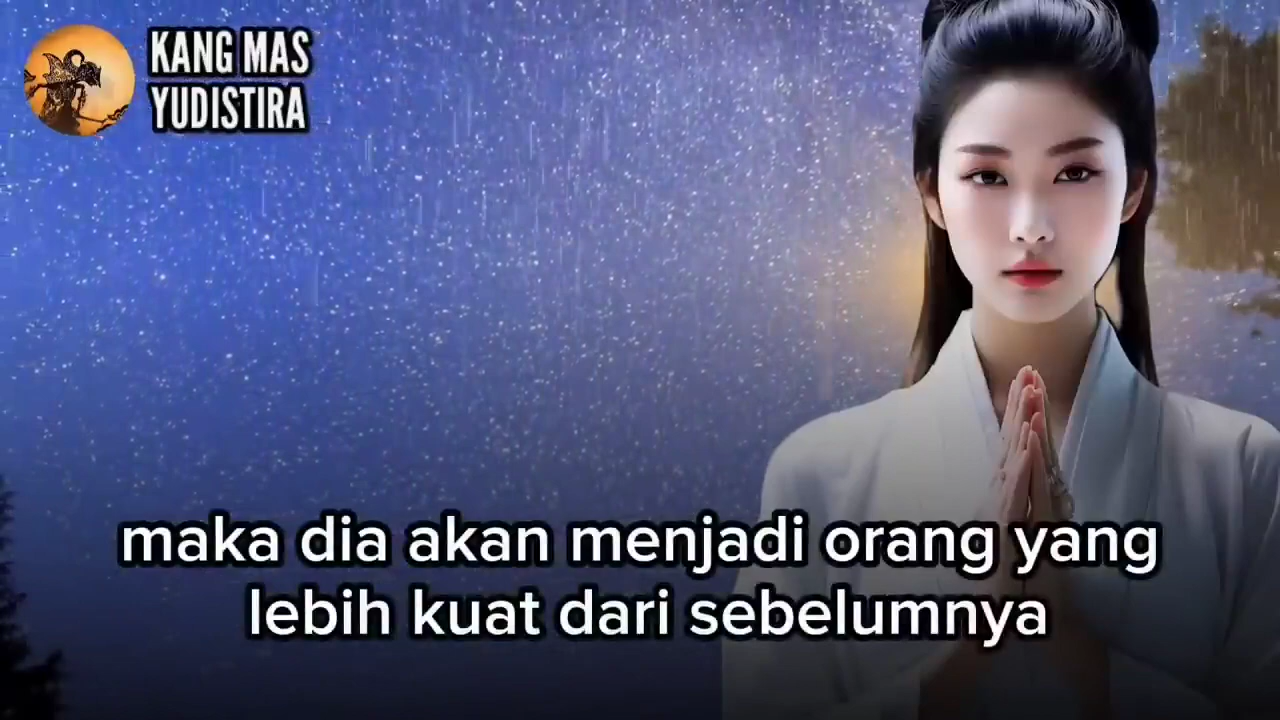 KANG MAS
YUDISTIRA
maka dia akan menjadi orang yang
lebih kuat dari sebelumnya